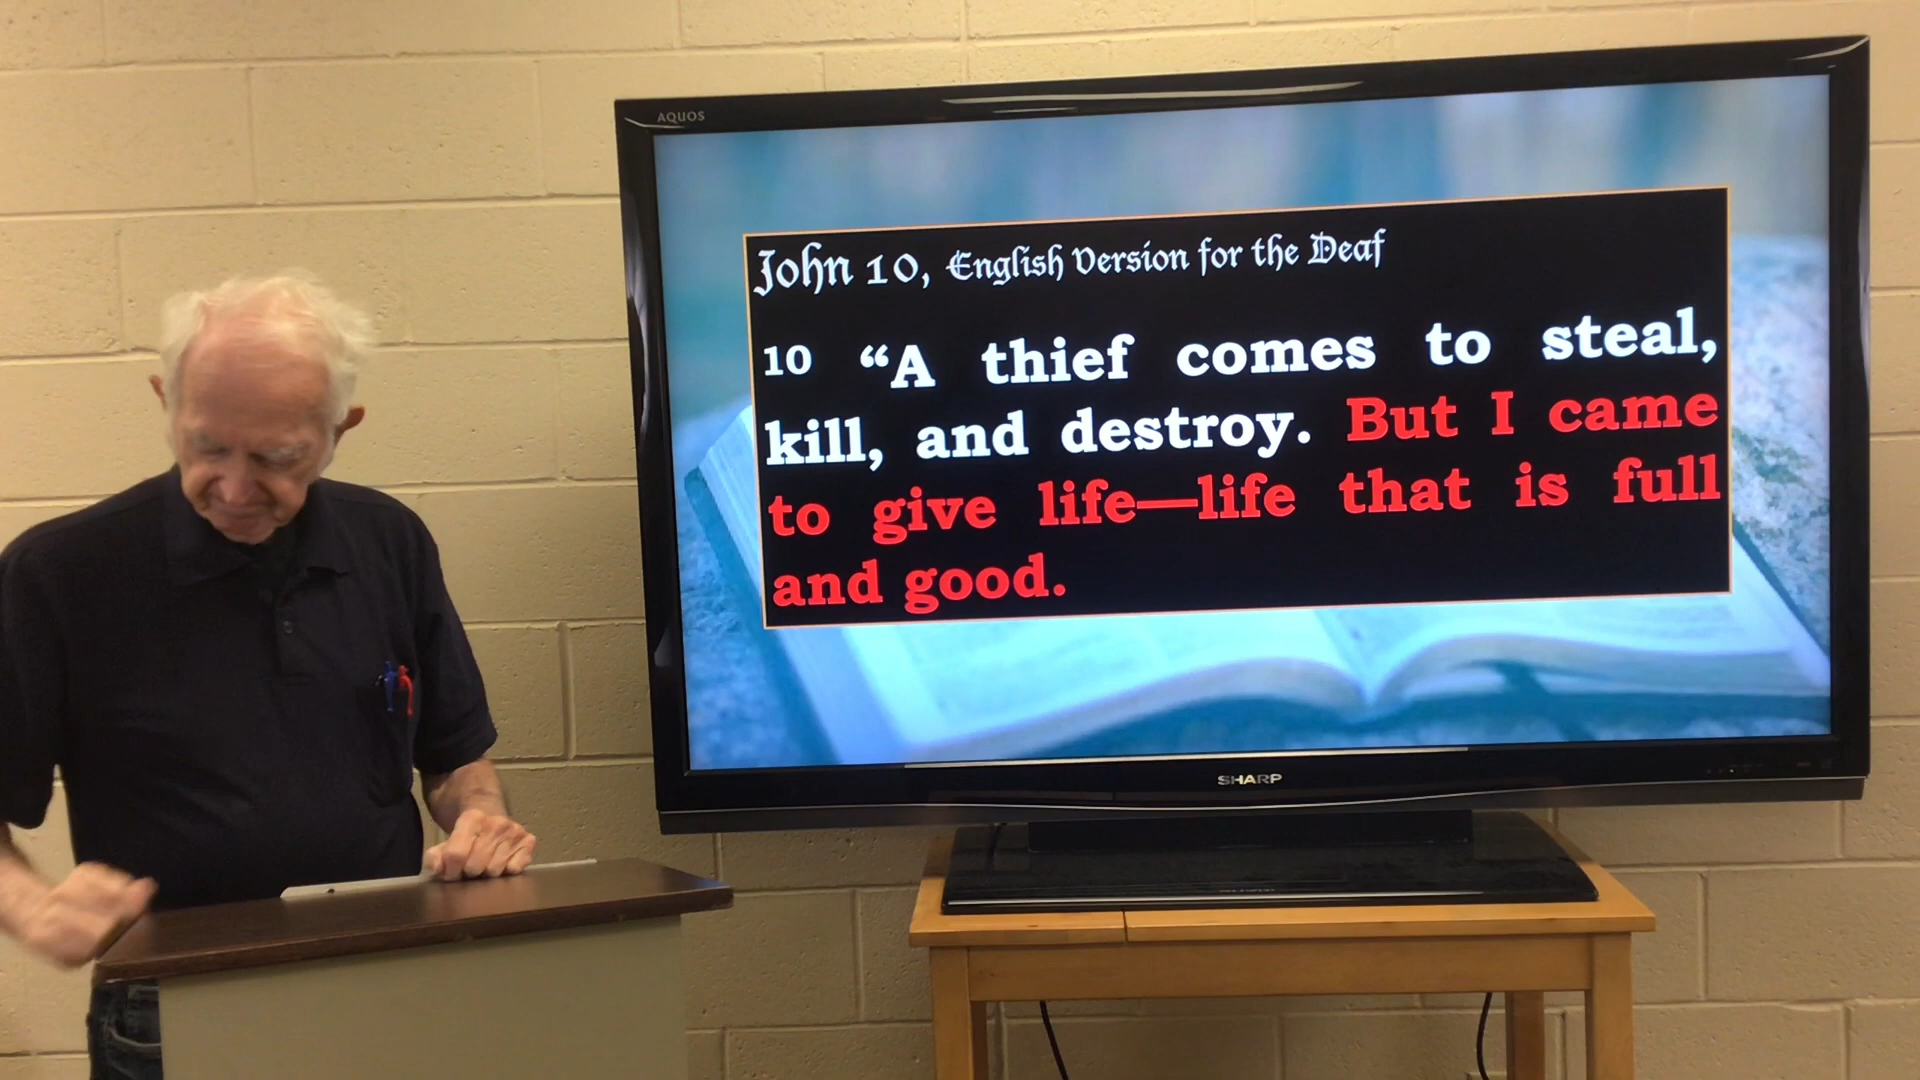 AQUOS
John 10, English Version for the Deaf
10 “A thief comes to steal,
kill, and destroy. But I came
to give life—life that is full
and good.
SHARP